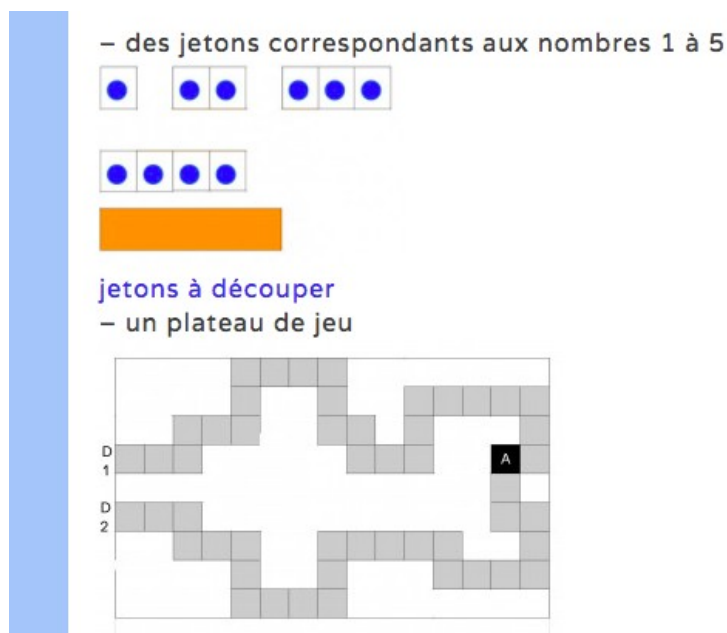 – des jetons correspondants aux nombres 1 à 5
jetons à découper
– un plateau de jeu
D
1
A
D
2